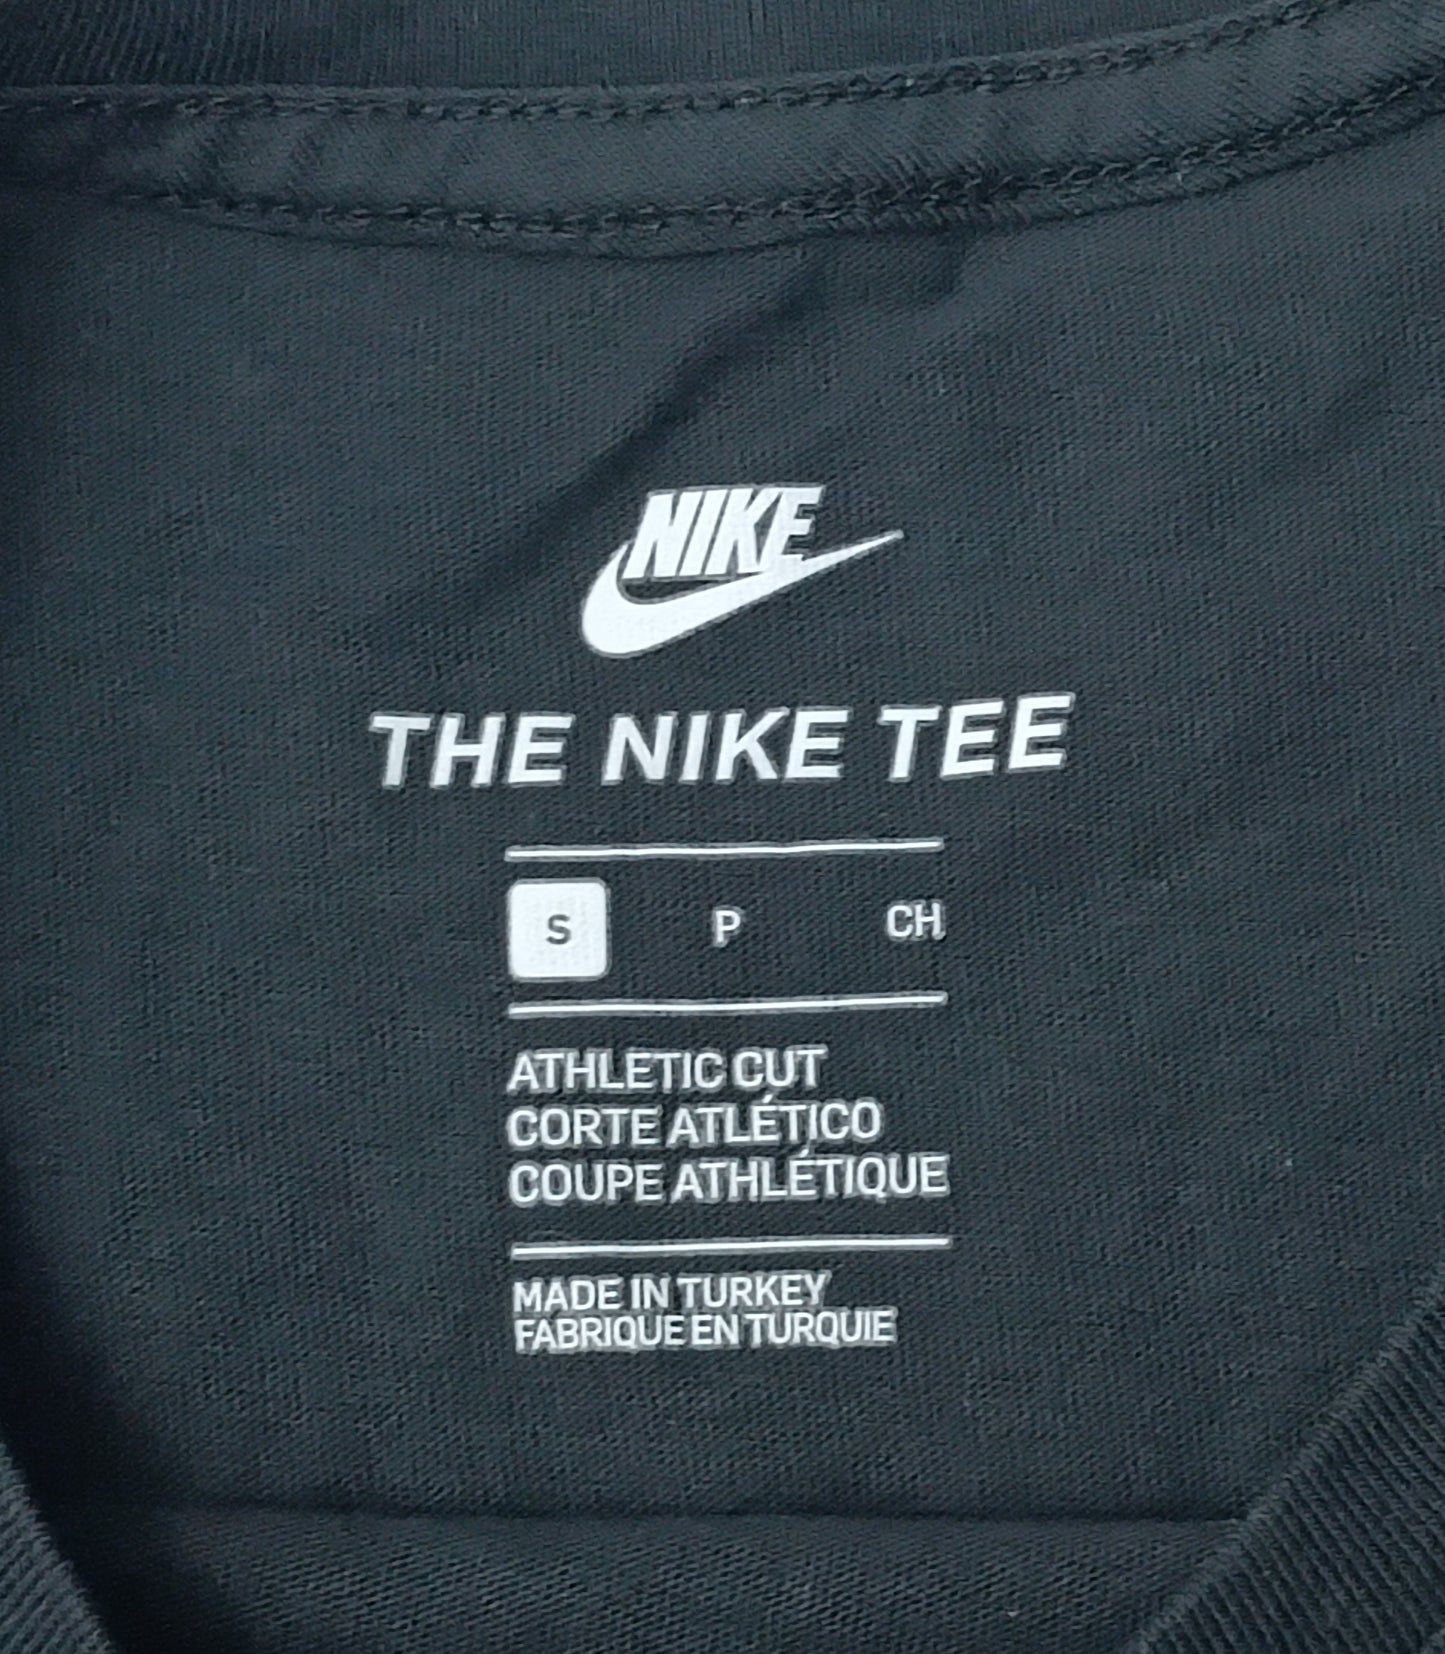 NIKE
THE NIKE TEE
S P CH
ATHLETIC CUT
CORTE ATLÉTICO
COUPE ATHLÉTIQUE
MADE IN TURKEY
FABRIQUE EN TURQUIE